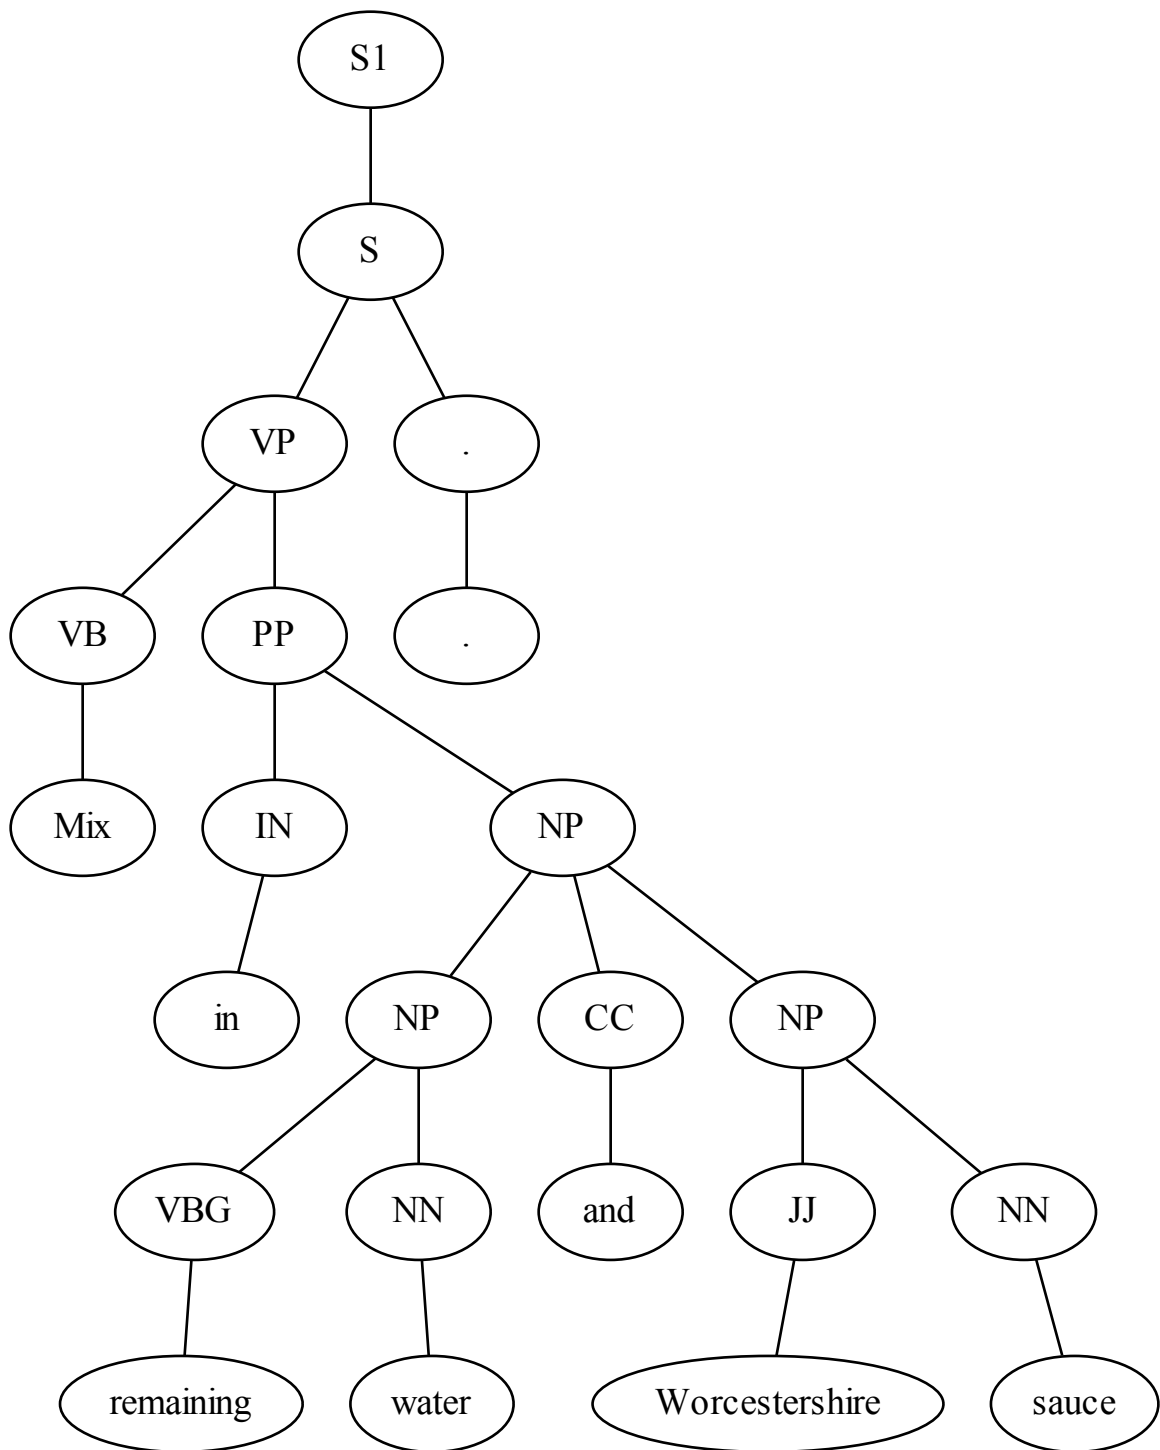 S1
S
VP .
VB PP .
Mix IN NP
in NP CC NP
VBG NN and JJ NN
remaining water Worcestershire sauce